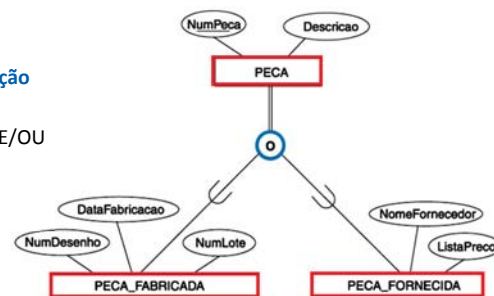 NumPeca
Descricao
ção
PECA
E/OU
O
DataFabricacao
NomeFornecedor
NumDesenho
NumLote
ListaPreco
PECA_FABRICADA
PECA_FORNECIDA